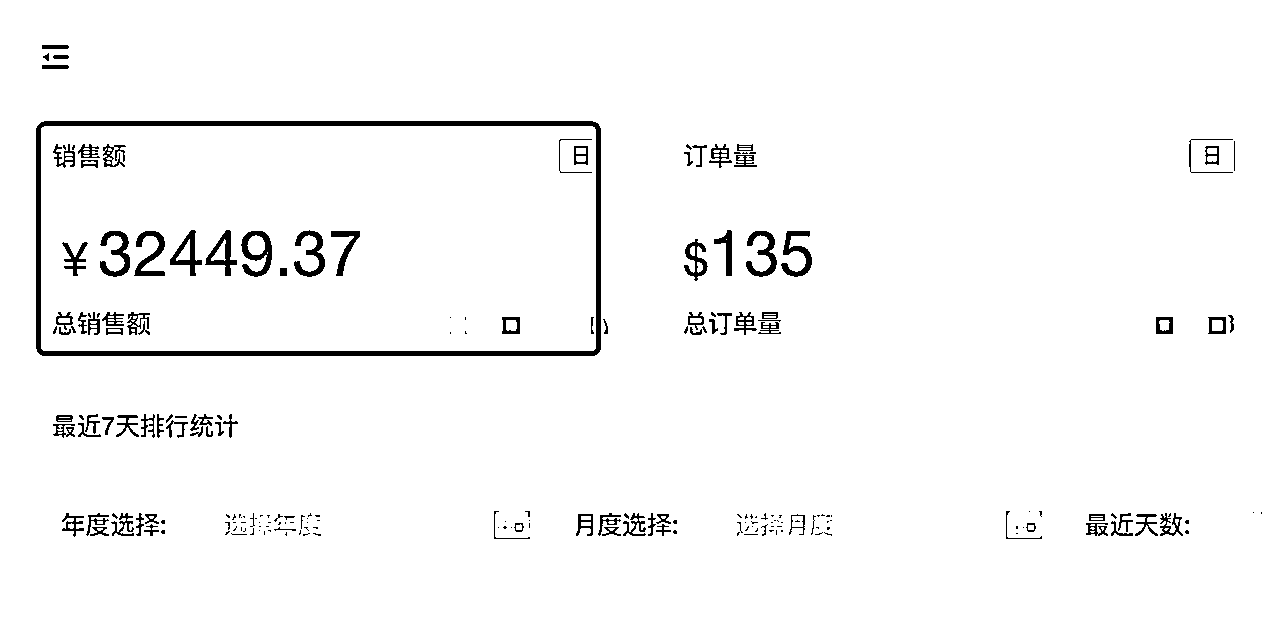 销售额 日 订单量 日
¥32449.37 $135
总销售额 总订单量
最近7天排行统计
年度选择: 选择年度 月度选择: 选择月度 最近天数: